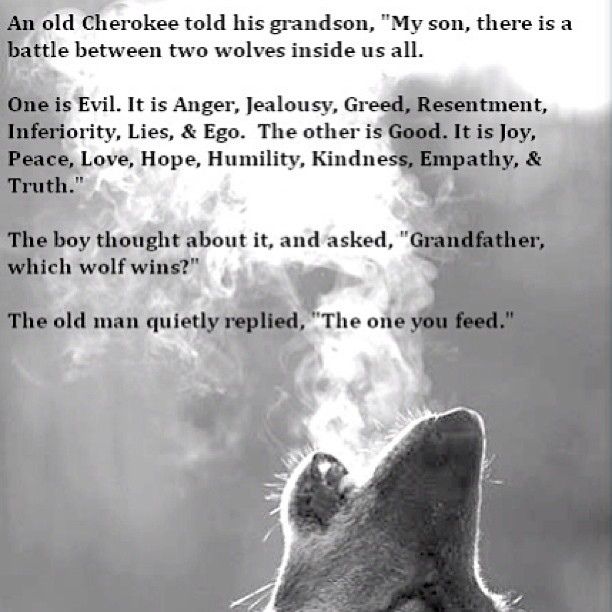 An old Cherokee told his grandson, "My son, there is a
battle between two wolves inside us all.
One is Evil. It is Anger, Jealousy, Greed, Resentment,
Inferiority, Lies, & Ego.  The other is Good. It is Joy,
Peace, Love, Hope, Humility, Kindness, Empathy, &
Truth."
The boy thought about it, and asked, "Grandfather,
which wolf wins?"
The old man quietly replied, "The one you feed."